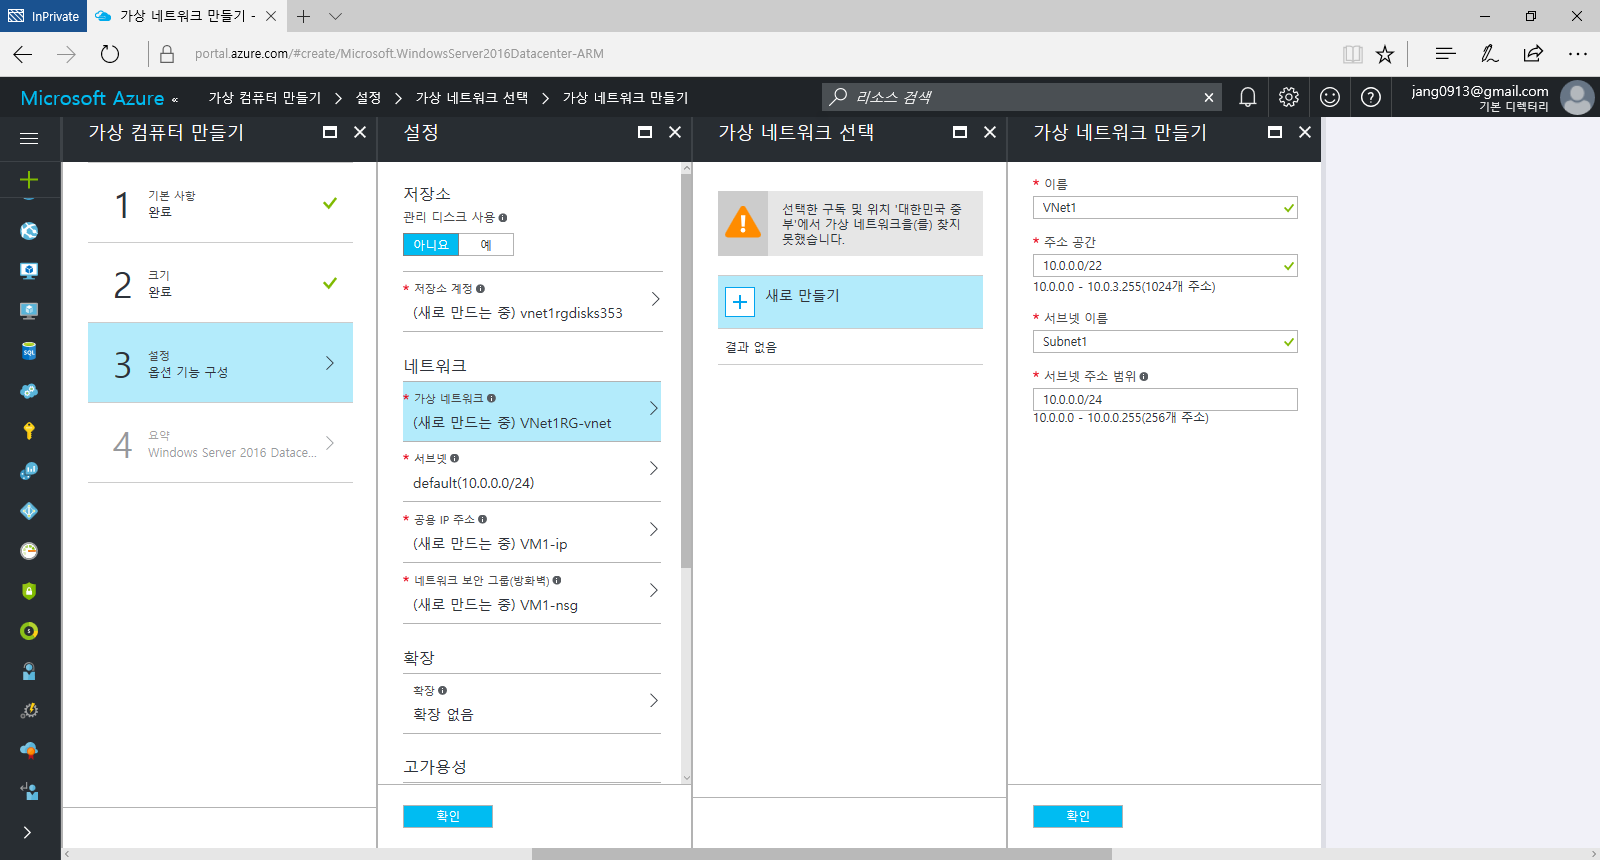 InPrivate
가상 네트워크 만들기 -
portal.azure.com/#create/Microsoft.WindowsServer2016Datacenter-ARM
Microsoft Azure «
가상 컴퓨터 만들기 > 설정 > 가상 네트워크 선택 > 가상 네트워크 만들기
리소스 검색
jang0913@gmail.com
기본 디렉터리
가상 컴퓨터 만들기
1
기본 사항
완료
2
크기
완료
3
설정
옵션 기능 구성
4
요약
Windows Server 2016 Datace...
설정
저장소
관리 디스크 사용
아니요
예
* 저장소 계정
(새로 만드는 중) vnet1rgdisks353
네트워크
* 가상 네트워크
(새로 만드는 중) VNet1RG-vnet
* 서브넷
default(10.0.0.0/24)
* 공용 IP 주소
(새로 만드는 중) VM1-ip
* 네트워크 보안 그룹(방화벽)
(새로 만드는 중) VM1-nsg
확장
확장
확장 없음
고가용성
확인
가상 네트워크 선택
선택한 구독 및 위치 '대한민국 중
부'에서 가상 네트워크을(를) 찾지
못했습니다.
새로 만들기
결과 없음
가상 네트워크 만들기
* 이름
VNet1
* 주소 공간
10.0.0.0/22
10.0.0.0 - 10.0.3.255(1024개 주소)
* 서브넷 이름
Subnet1
* 서브넷 주소 범위
10.0.0.0/24
10.0.0.0 - 10.0.0.255(256개 주소)
확인
SQL